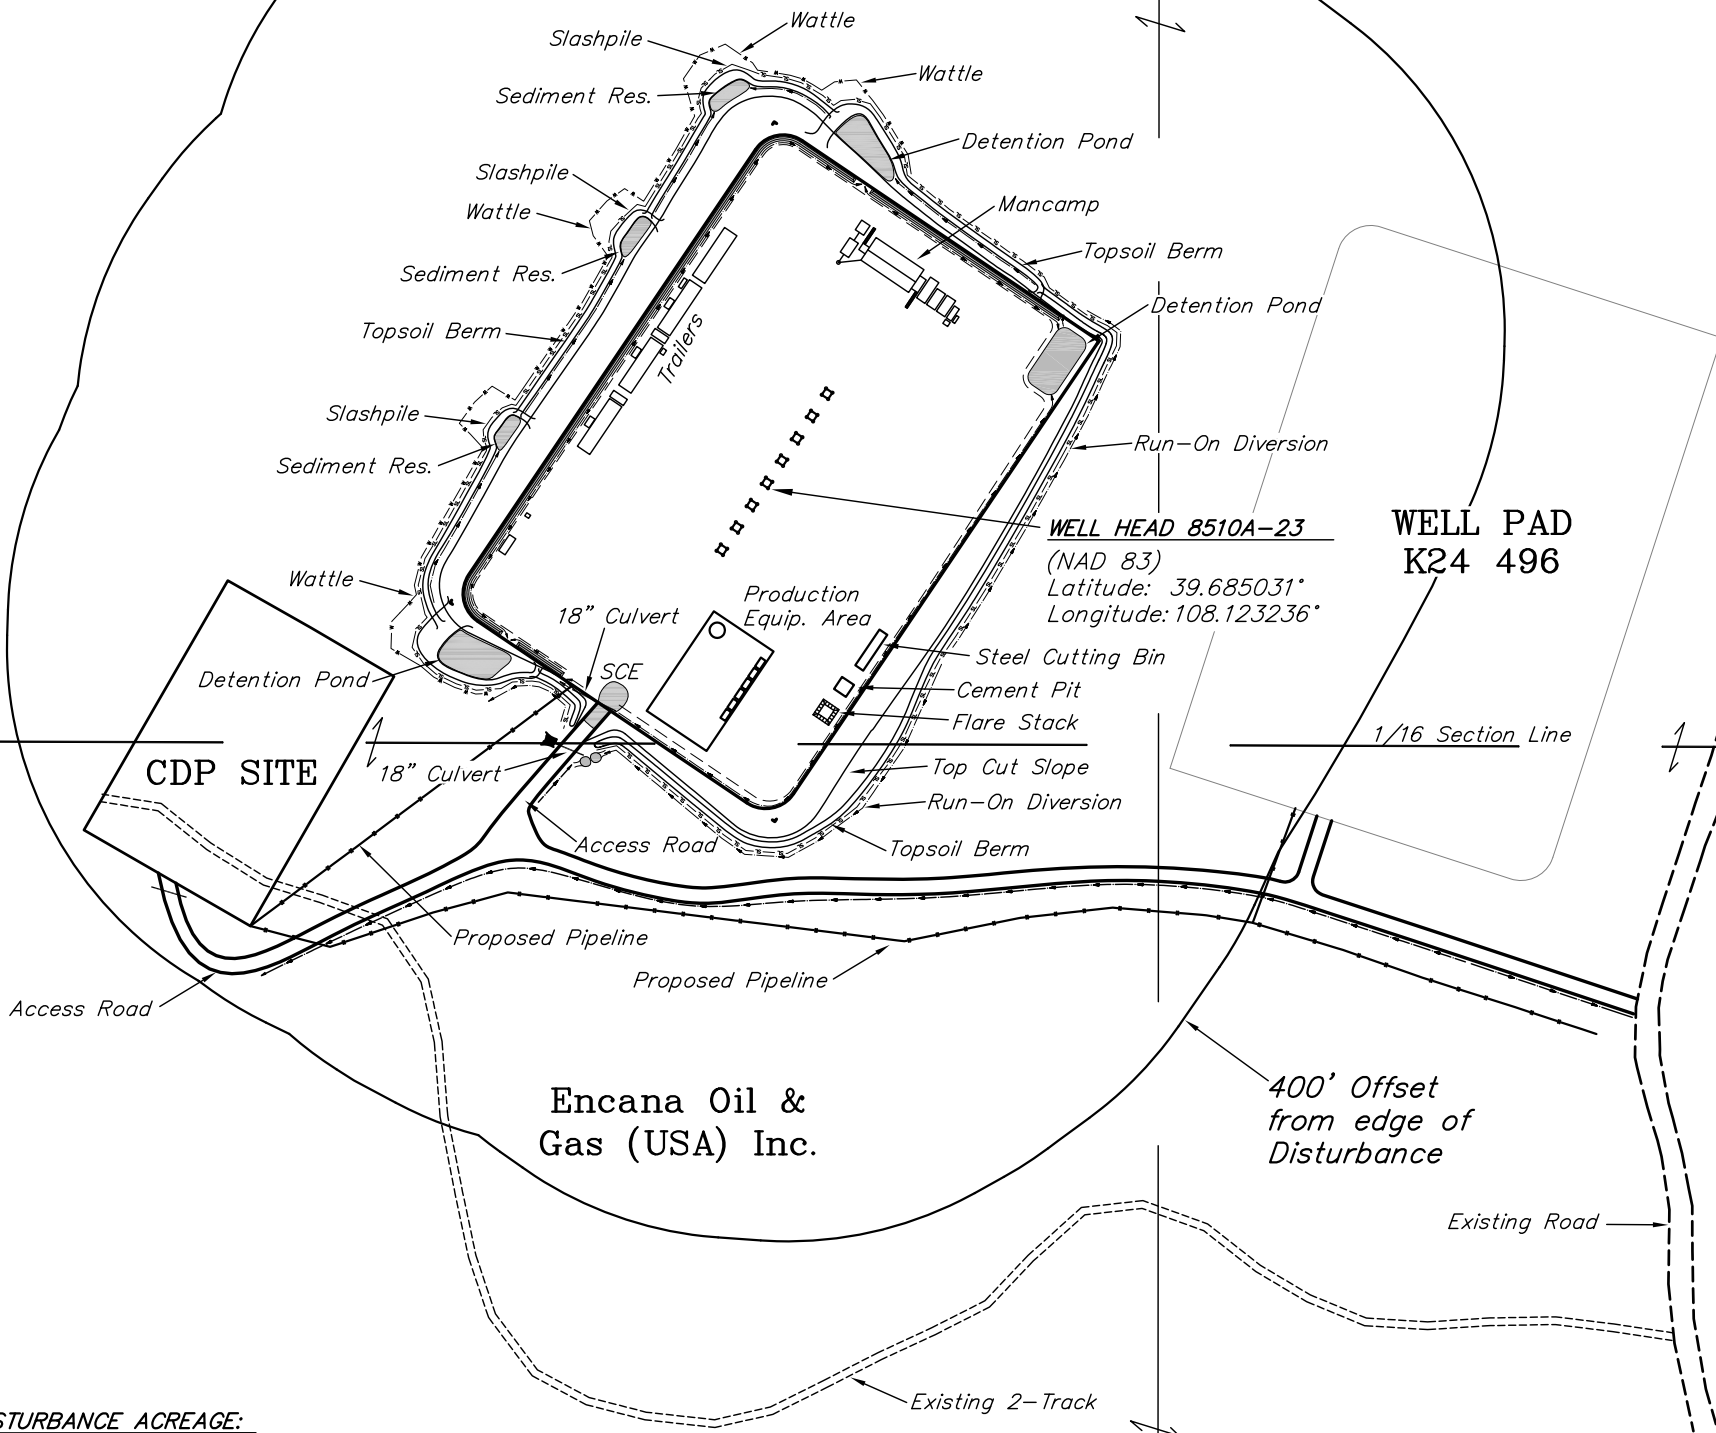 Wattle
Slashpile
Wattle
Sediment Res.
Detention Pond
Slashpile
Mancamp
Wattle
Topsoil Berm
Sediment Res.
Detention Pond
Topsoil Berm
Trailers
Slashpile
Run-On Diversion
Sediment Res.
WELL HEAD 8510A-23
(NAD 83)
Latitude: 39.685031°
Longitude: 108.123236°
WELL PAD
K24 496
Wattle
Production
Equip. Area
18" Culvert
Steel Cutting Bin
SCE
Detention Pond
Cement Pit
Flare Stack
1/16 Section Line
CDP SITE
18" Culvert
Top Cut Slope
Run-On Diversion
Access Road
Topsoil Berm
Proposed Pipeline
Proposed Pipeline
Access Road
Encana Oil &
Gas (USA) Inc.
400' Offset
from edge of
Disturbance
Existing Road
Existing 2-Track
STURBANCE ACREAGE: